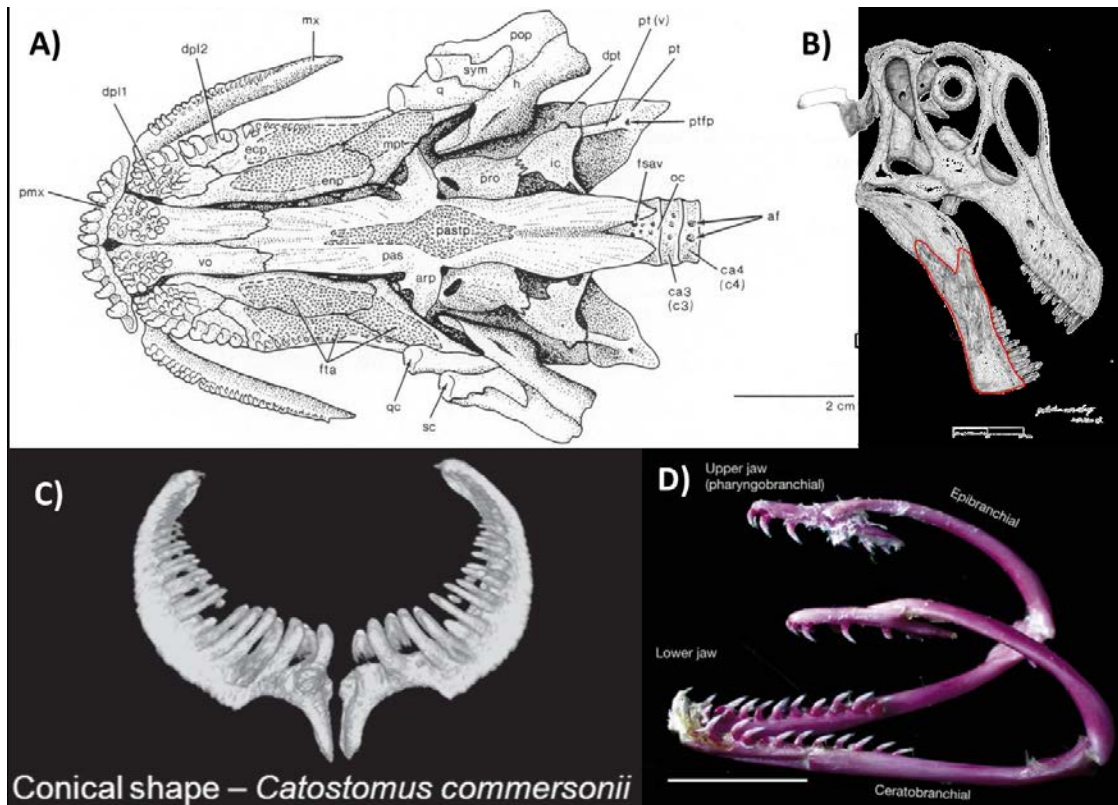 A)
mx
dpl2
dpl1
pmx
ecp
enp
mpt
vo
pas
pastp
arp
fta
qc
sc
q
sym
pop
h
pro
ic
dpt
pt (v)
pt
ptfp
fsav
oc
af
ca4
(c4)
ca3
(c3)
2 cm
B)
C)
Conical shape – Catostomus commersonii
D)
Upper jaw
(pharyngobranchial)
Epibranchial
Lower jaw
Ceratobranchial